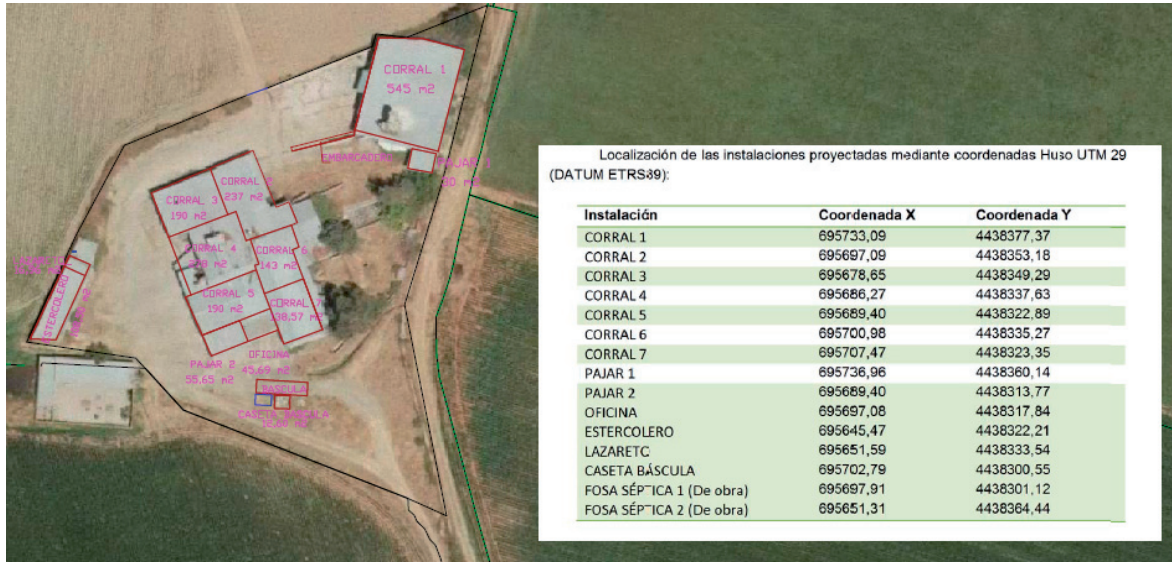 CORRAL 1
545 m2
EMBARCADERO
CORRAL 2
237 m2
CORRAL 3
190 m2
CORRAL 4
CORRAL 6
143 m2
CORRAL 5
190 m2
CORRAL 7
138,57 m2
ESTERCOLERO
OFICINA
45.69 m2
PAJAR 2
55.65 m2
BASCULA
CASETA BASCULA
Localización de las instalaciones proyectadas mediante coordenadas Huso UTM 29
(DATUM ETRS89):
Instalación Coordenada X Coordenada Y
CORRAL 1 695733,09 4438377,37
CORRAL 2 695697,09 4438353,18
CORRAL 3 695678,65 4438349,29
CORRAL 4 695686,27 4438337,63
CORRAL 5 695689,40 4438322,89
CORRAL 6 695700,98 4438335,27
CORRAL 7 695707,47 4438323,35
PAJAR 1 695736,96 4438360,14
PAJAR 2 695689,40 4438313,77
OFICINA 695697,08 4438317,84
ESTERCOLERO 695645,47 4438322,21
LAZARETO 695651,59 4438333,54
CASETA BÁSCULA 695702,79 4438300,55
FOSA SÉPTICA 1 (De obra) 695697,91 4438301,12
FOSA SÉPTICA 2 (De obra) 695651,31 4438364,44